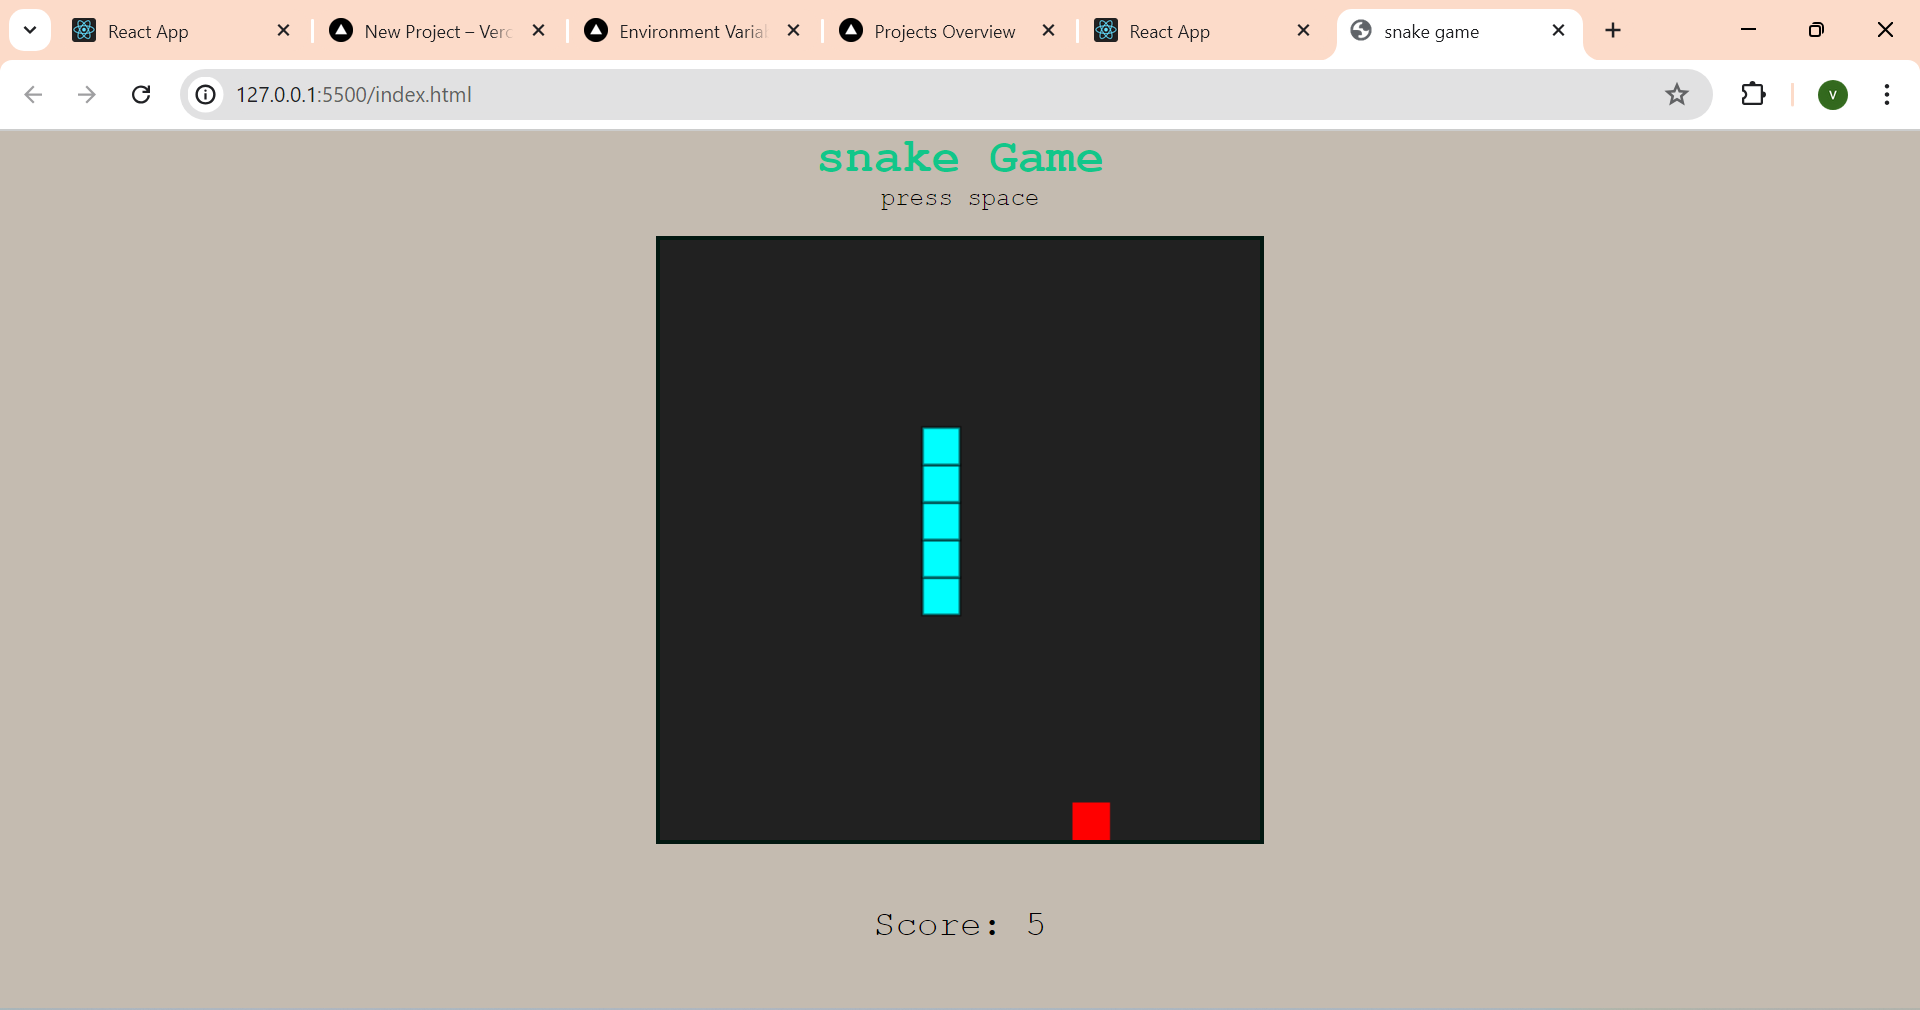 React App
New Project – Verc
Environment Varia
Projects Overview
React App
snake game
127.0.0.1:5500/index.html
V
snake Game
press space
Score: 5